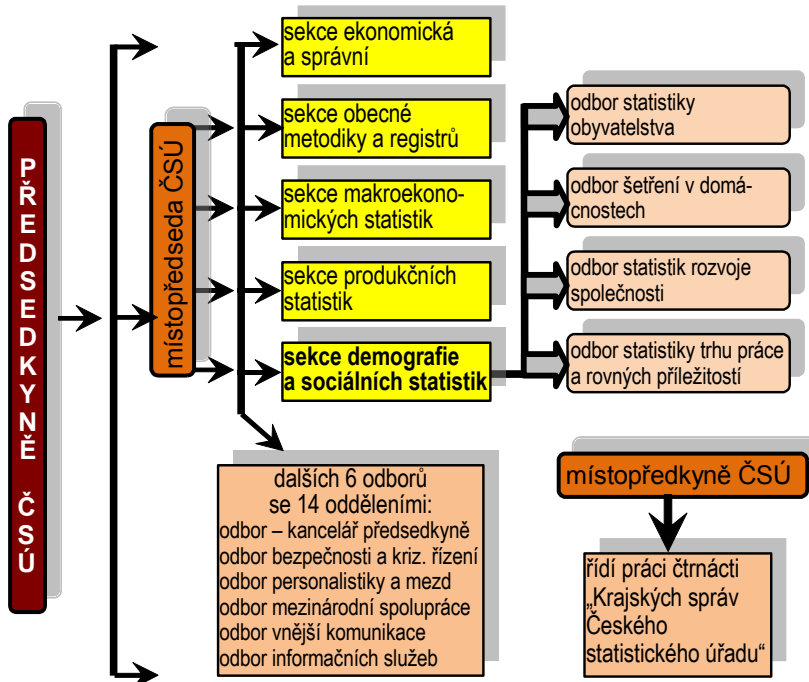 PŘEDSEDKYNĚ ČSÚ
místopředseda ČSÚ
sekce ekonomická
a správní
sekce obecné
metodiky a registrů
sekce makroekono-
mických statistik
sekce produkčních
statistik
sekce demografie
a sociálních statistik
odbor statistiky
obyvatelstva
odbor šetření v domá-
cnostech
odbor statistik rozvoje
společnosti
odbor statistiky trhu práce
a rovných příležitostí
dalších 6 odborů
se 14 odděleními:
odbor – kancelář předsedkyně
odbor bezpečnosti a kriz. řízení
odbor personalistiky a mezd
odbor mezinárodní spolupráce
odbor vnější komunikace
odbor informačních služeb
místopředkyně ČSÚ
řídí práci čtrnácti
„Krajských správ
Českého
statistického úřadu“